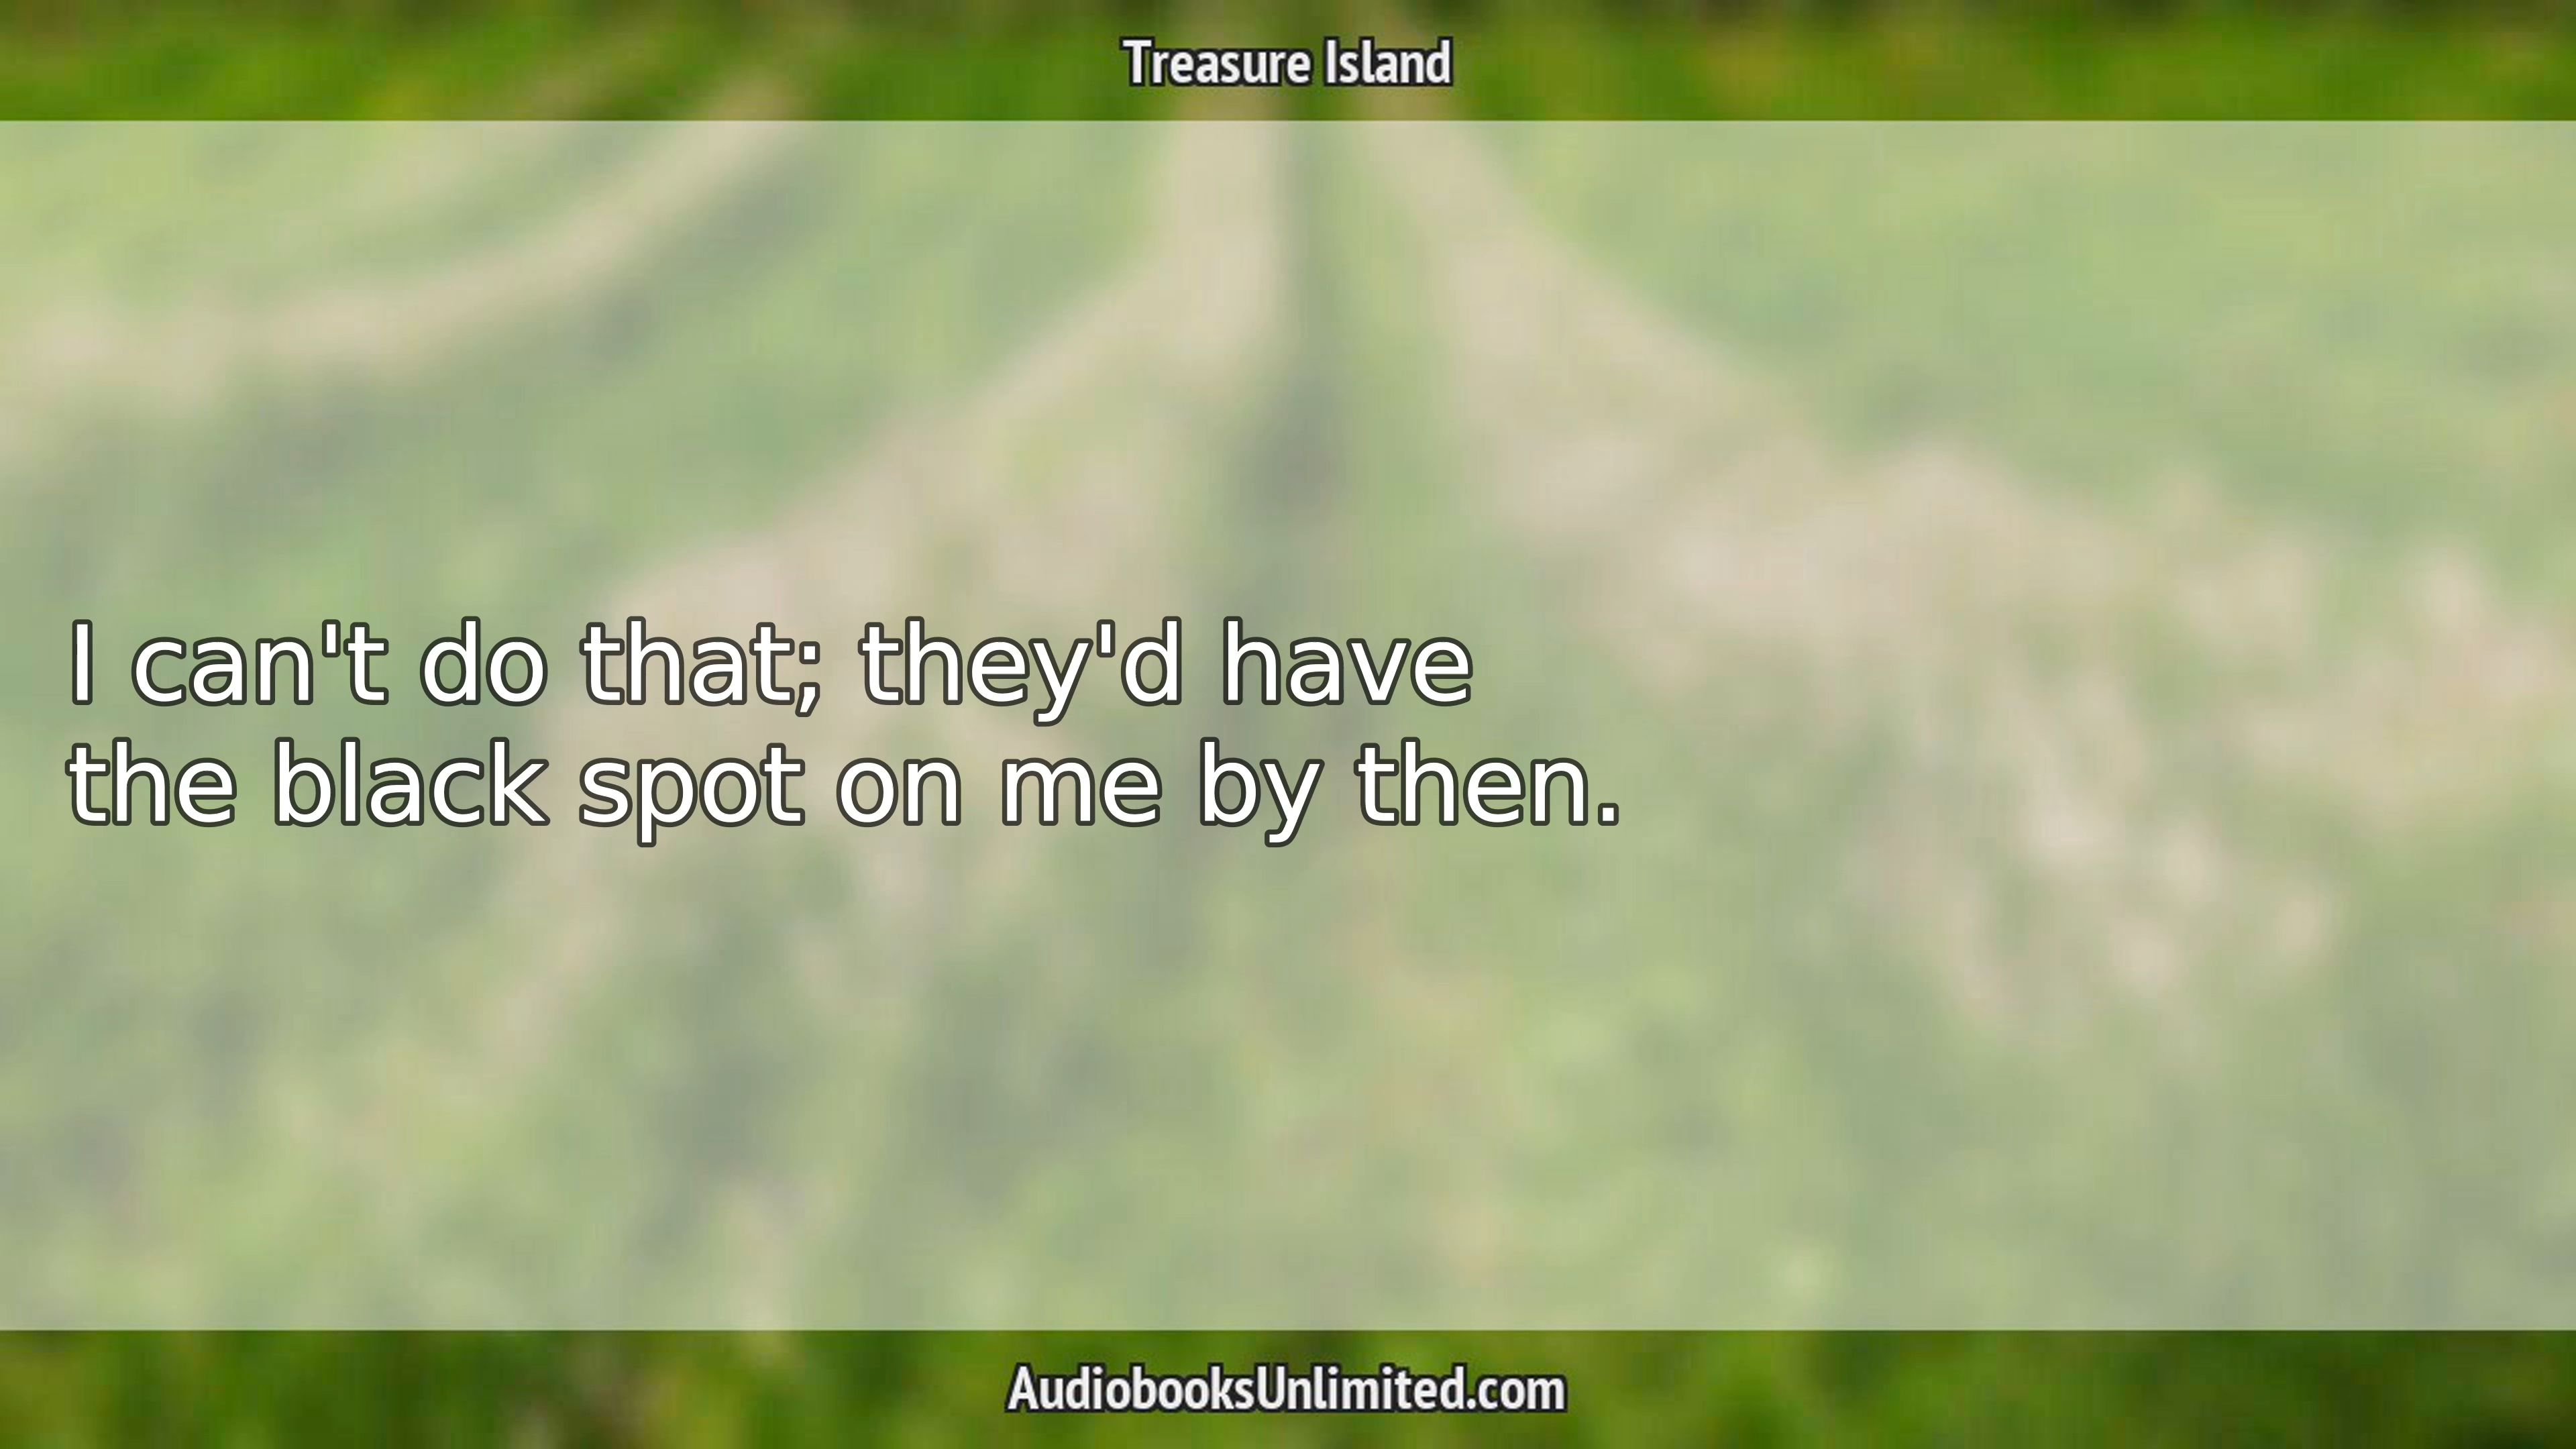 Treasure Island
I can't do that; they'd have
the black spot on me by then.
AudiobooksUnlimited.com